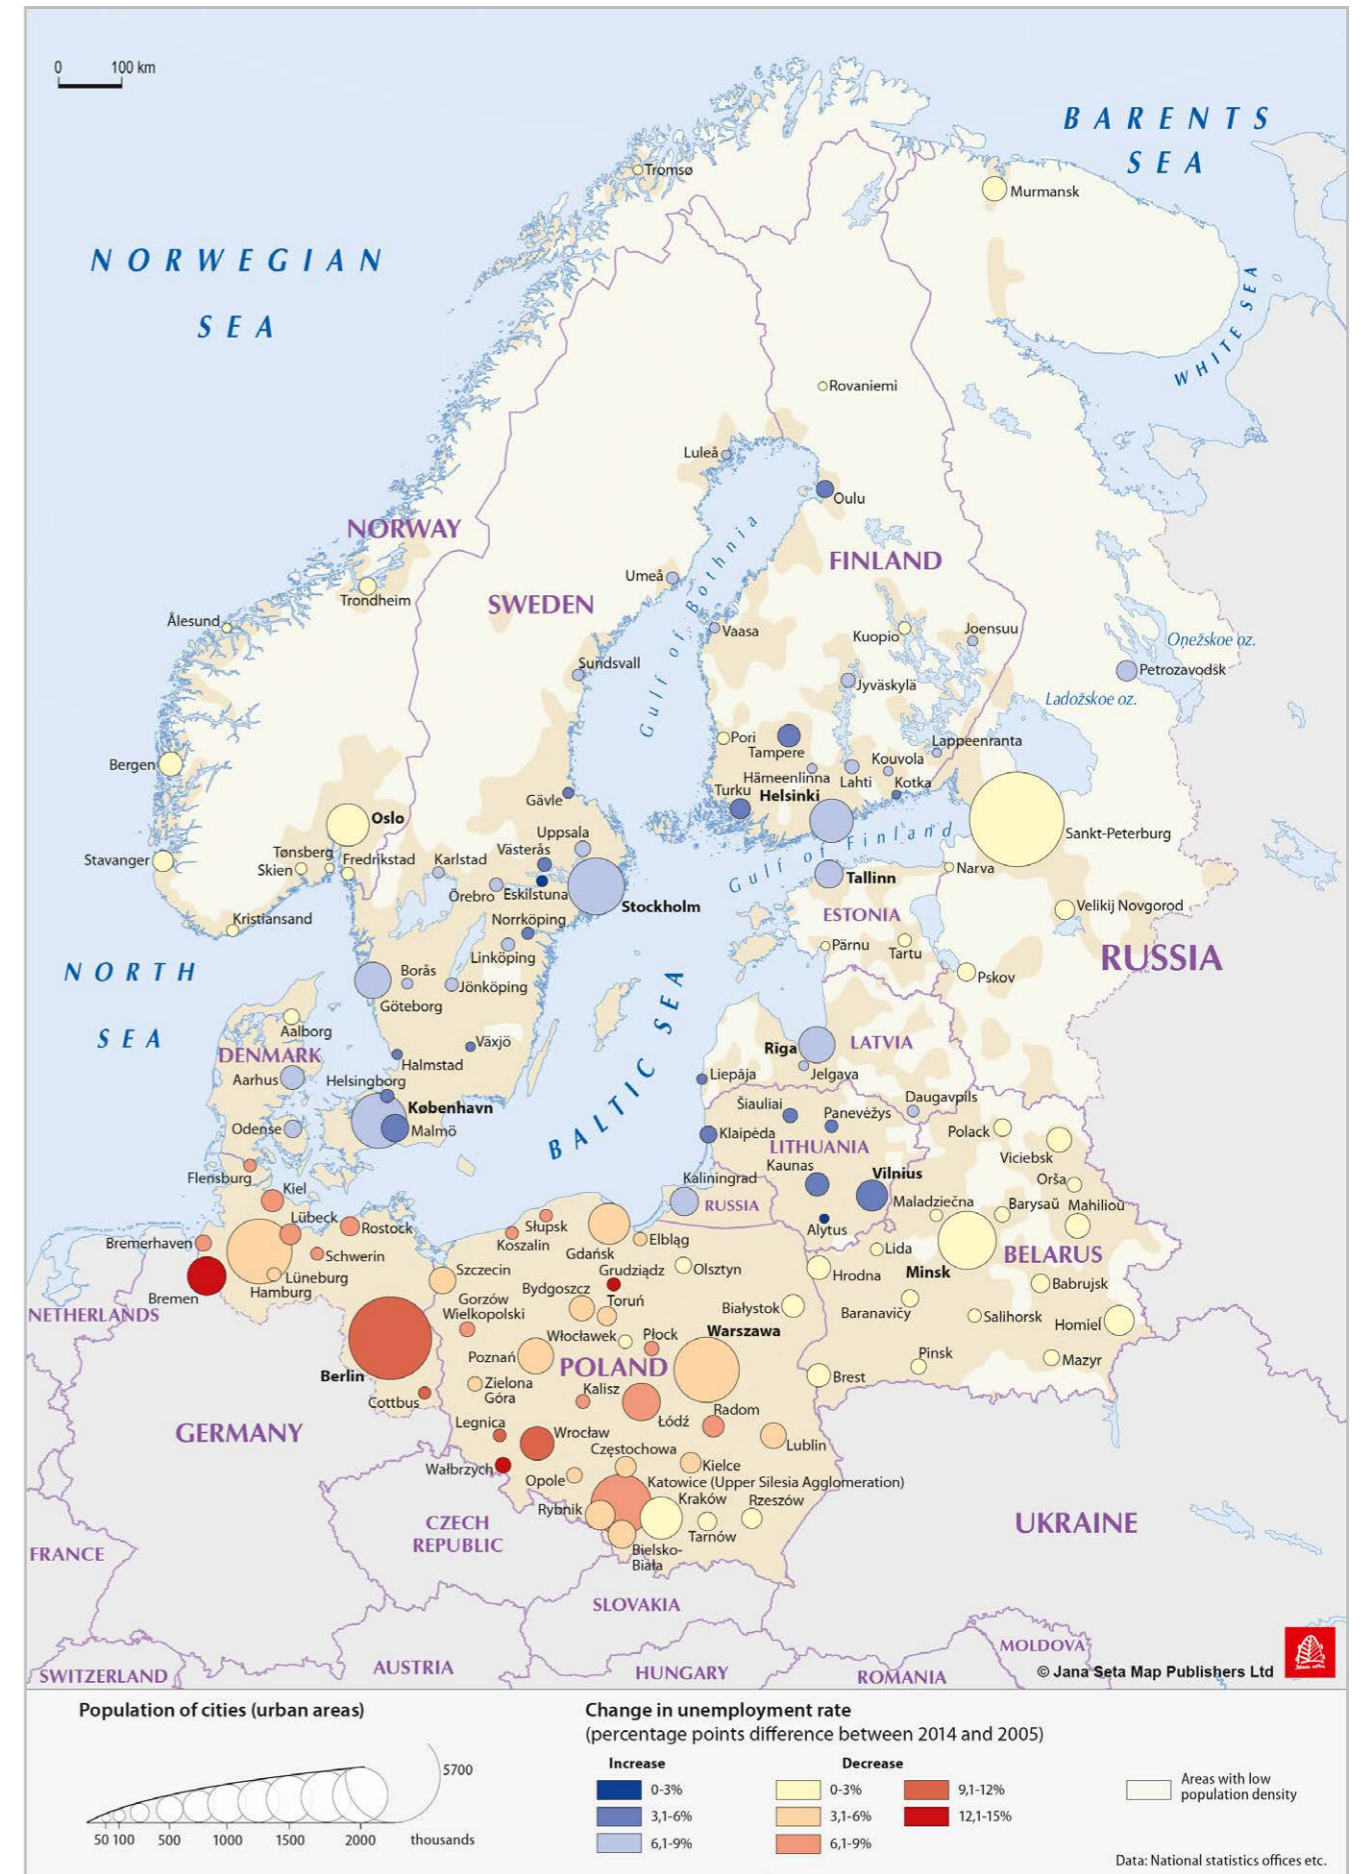 0 100 km
BARENTS
SEA
Tromsø
Murmansk
NORWEGIAN
SEA
WHITE SEA
Rovaniemi
Luleå
Oulu
NORWAY
FINLAND
Gulf of Bothnia
Umeå
Trondheim
SWEDEN
Ålesund
Vaasa
Kuopio
Joensuu
Oņežskoe oz.
Sundsvall
Petrozavodsk
Jyväskylä
Ladožskoe oz.
Pori
Tampere
Lappeenranta
Bergen
Kouvola
Hämeenlinna
Lahti
Kotka
Turku
Helsinki
Gävle
Oslo
Uppsala
Sankt-Peterburg
Gulf of Finland
Västerås
Tønsberg
Fredrikstad
Karlstad
Stavanger
Skien
Narva
Tallinn
Örebro
Eskilstuna
Stockholm
Velikij Novgorod
ESTONIA
Kristiansand
Norrköping
Pärnu
Tartu
Linköping
RUSSIA
NORTH
SEA
Borås
Jönköping
Göteborg
Pskov
BALTIC SEA
Aalborg
DENMARK
Växjö
Rīga
LATVIA
Halmstad
Aarhus
Helsingborg
Liepāja
Jelgava
København
Daugavpils
Šiauliai
Panevėžys
Odense
Malmö
Klaipėda
Polack
LITHUANIA
Viciebsk
Kaunas
Vilnius
Flensburg
Kaliningrad
Orša
Kiel
RUSSIA
Maladziečna
Barysaŭ
Mahilioŭ
Lübeck
Rostock
Słupsk
Alytus
Bremerhaven
Koszalin
Elbląg
Lida
BELARUS
Schwerin
Gdańsk
Minsk
Lüneburg
Szczecin
Grudziądz
Olsztyn
Hrodna
Babrujsk
Hamburg
Bremen
Gorzów
Wielkopolski
Bydgoszcz
Toruń
Białystok
Baranavičy
Salihorsk
Homiel
NETHERLANDS
Włocławek
Płock
Warszawa
Poznań
POLAND
Pinsk
Mazyr
Berlin
Brest
Zielona
Góra
Kalisz
Cottbus
Łódź
Radom
GERMANY
Legnica
Wrocław
Lublin
Częstochowa
Kielce
Wałbrzych
Opole
Katowice (Upper Silesia Agglomeration)
Rybnik
Kraków
Rzeszów
CZECH
REPUBLIC
Tarnów
UKRAINE
FRANCE
Bielsko-
Biała
SLOVAKIA
MOLDOVA
SWITZERLAND
AUSTRIA
HUNGARY
ROMANIA
© Jana Seta Map Publishers Ltd
Population of cities (urban areas)
5700
50 100 500 1000 1500 2000 thousands
Change in unemployment rate
(percentage points difference between 2014 and 2005)
Increase
0-3%
3,1-6%
6,1-9%
Decrease
0-3%
3,1-6%
6,1-9%
9,1-12%
12,1-15%
Areas with low
population density
Data: National statistics offices etc.